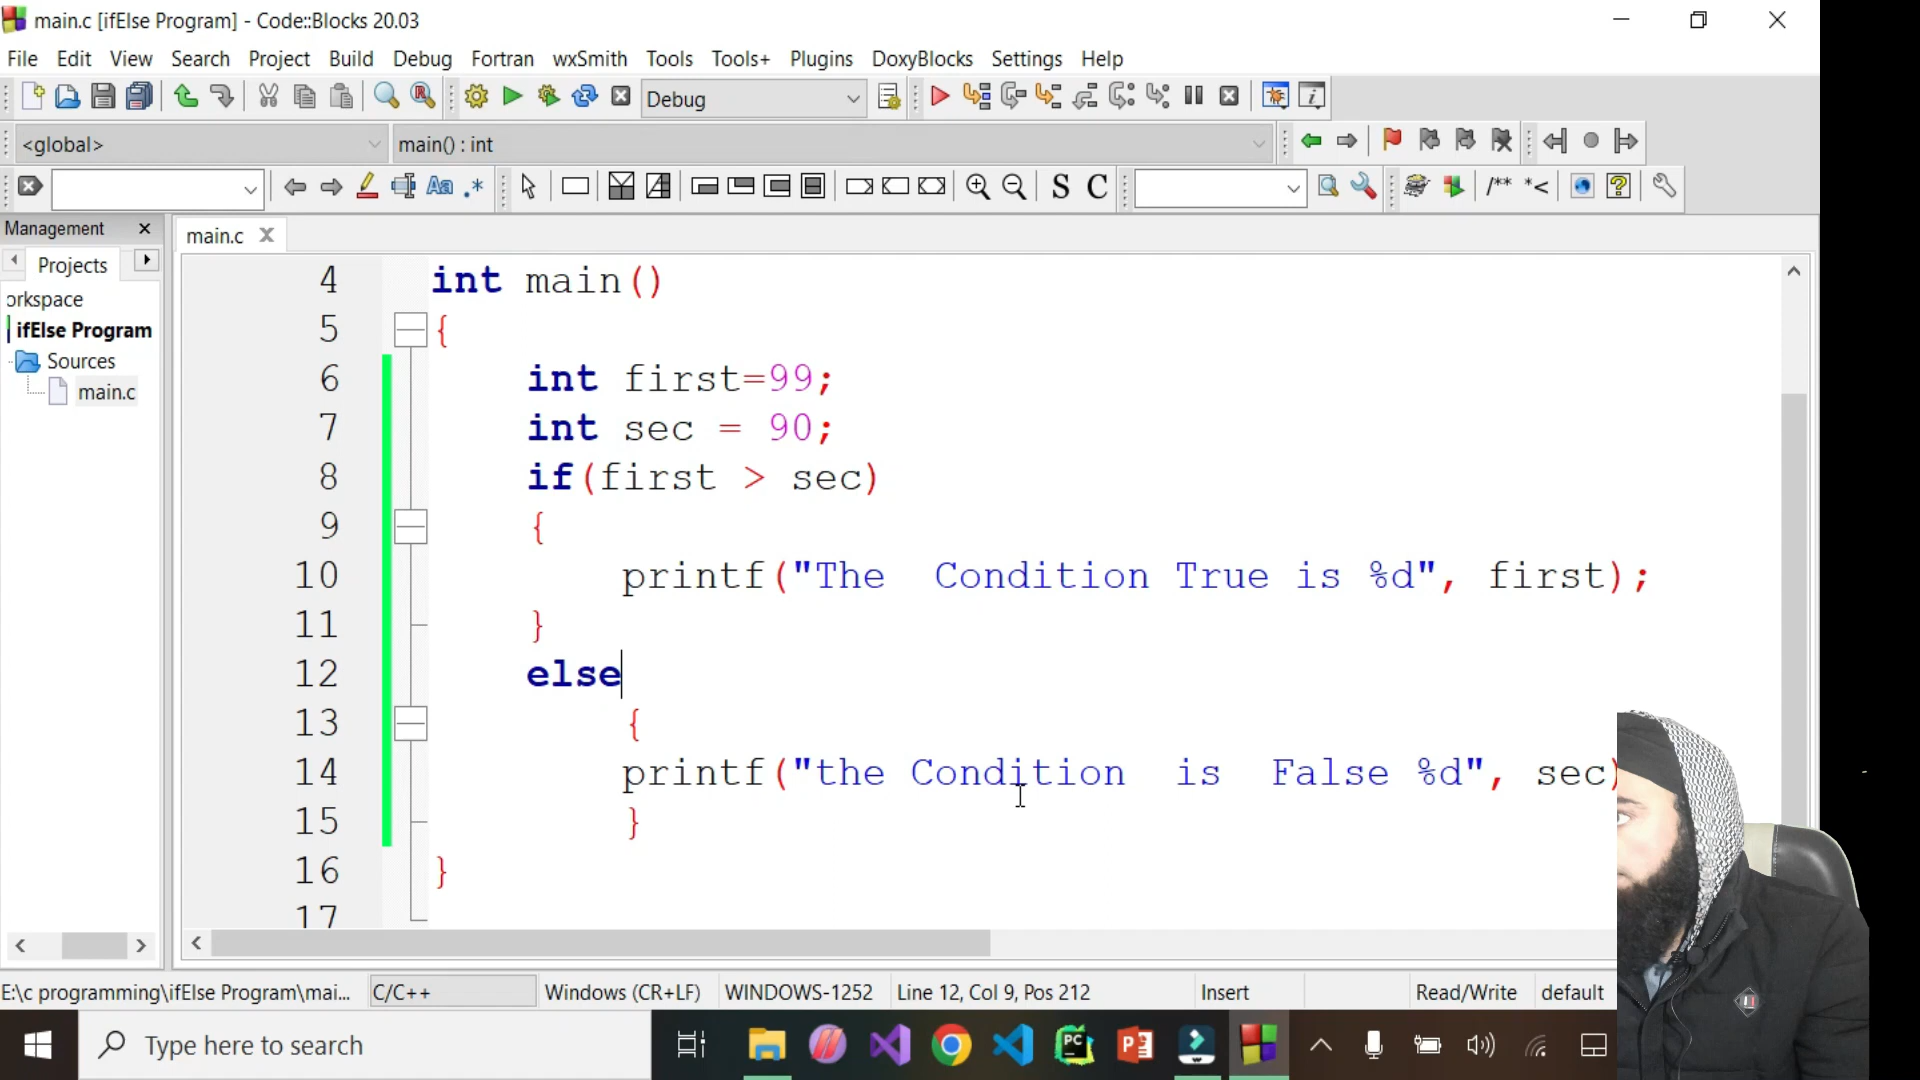 main.c [ifElse Program] - Code::Blocks 20.03
File Edit View Search Project Build Debug Fortran wxSmith Tools Tools+ Plugins DoxyBlocks Settings Help
Debug
<global> main() : int
Aa .* S C /** *<
Management
main.c
Projects
orkspace
ifElse Program
Sources
main.c
4 int main()
5 {
6 int first=99;
7 int sec = 90;
8 if(first > sec)
9 {
10 printf("The  Condition True is %d", first);
11 }
12 else
13 {
14 printf("the Condition  is  False %d", sec)
15 }
16 }
17
E:\c programming\ifElse Program\mai... C/C++ Windows (CR+LF) WINDOWS-1252 Line 12, Col 9, Pos 212 Insert Read/Write default
Type here to search